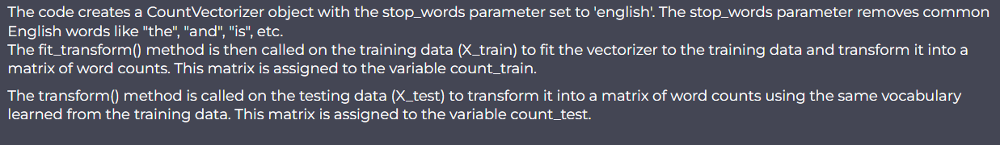 The code creates a CountVectorizer object with the stop_words parameter set to 'english'. The stop_words parameter removes common
English words like "the", "and", "is", etc.
The fit_transform() method is then called on the training data (X_train) to fit the vectorizer to the training data and transform it into a
matrix of word counts. This matrix is assigned to the variable count_train.
The transform() method is called on the testing data (X_test) to transform it into a matrix of word counts using the same vocabulary
learned from the training data. This matrix is assigned to the variable count_test.